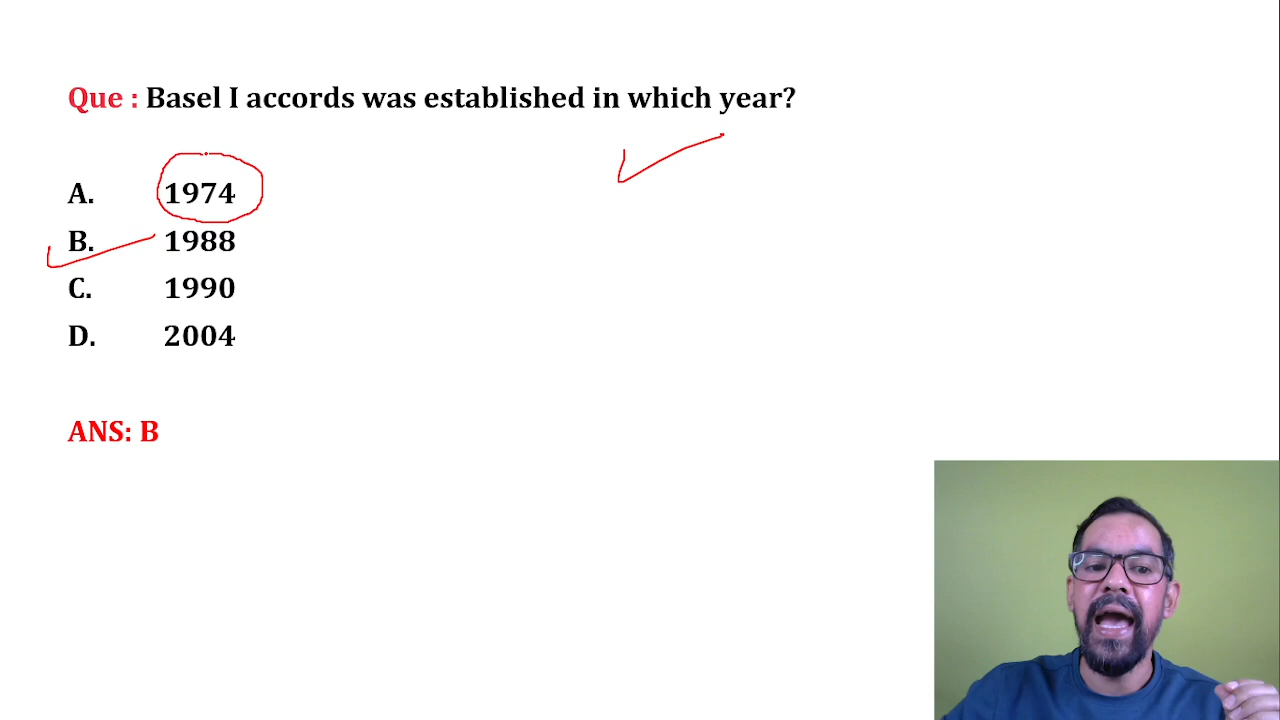 Que : Basel I accords was established in which year?
A. 1974
B. 1988
C. 1990
D. 2004
ANS: B